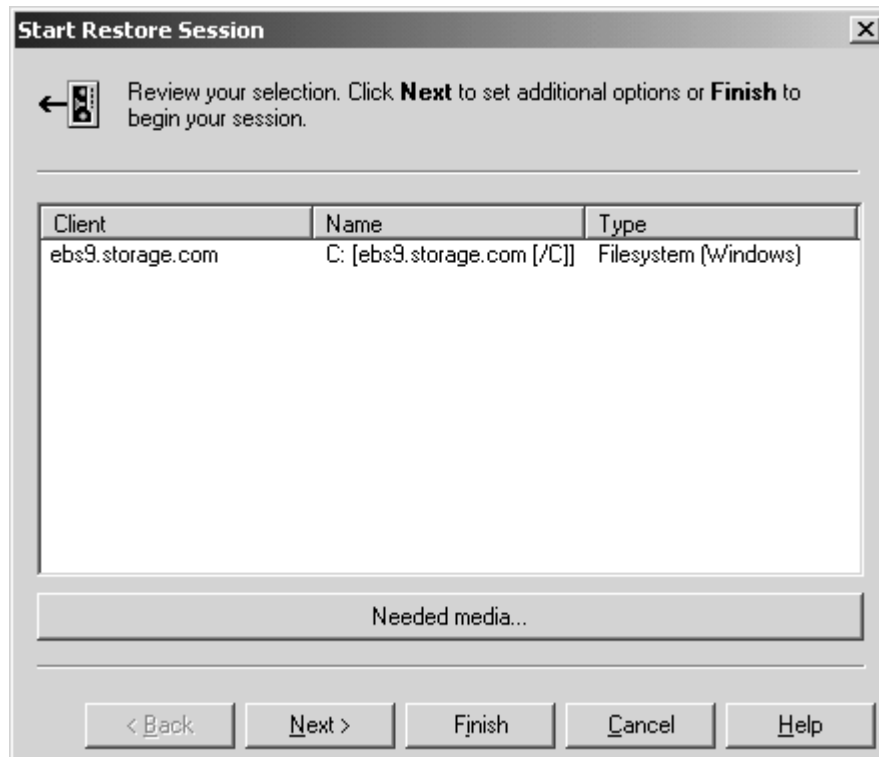 Start Restore Session
Review your selection. Click Next to set additional options or Finish to
begin your session.
Client Name Type
ebs9.storage.com C: [ebs9.storage.com [/C]] Filesystem (Windows)
Needed media...
< Back Next > Finish Cancel Help